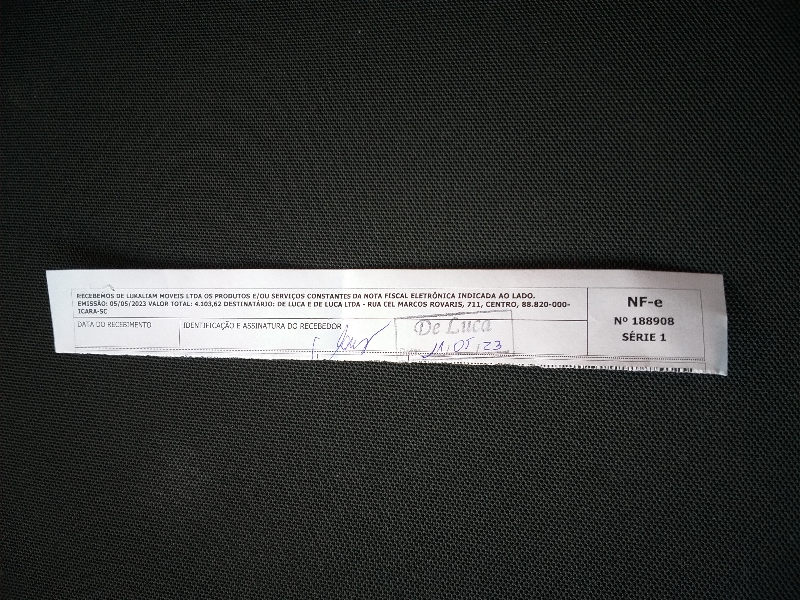 RECEBEMOS DE LUKALIAM MOVEIS LTDA OS PRODUTOS E/OU SERVIÇOS CONSTANTES DA NOTA FISCAL ELETRÔNICA INDICADA AO LADO.
EMISSÃO: 05/05/2023 VALOR TOTAL: 4.103,62 DESTINATÁRIO: DE LUCA E DE LUCA LTDA - RUA CEL MARCOS ROVARIS, 711, CENTRO, 88.820-000-
ICARA-SC
DATA DO RECEBIMENTO
IDENTIFICAÇÃO E ASSINATURA DO RECEBEDOR
De Luca
11/05/23
NF-e
Nº 188908
SÉRIE 1